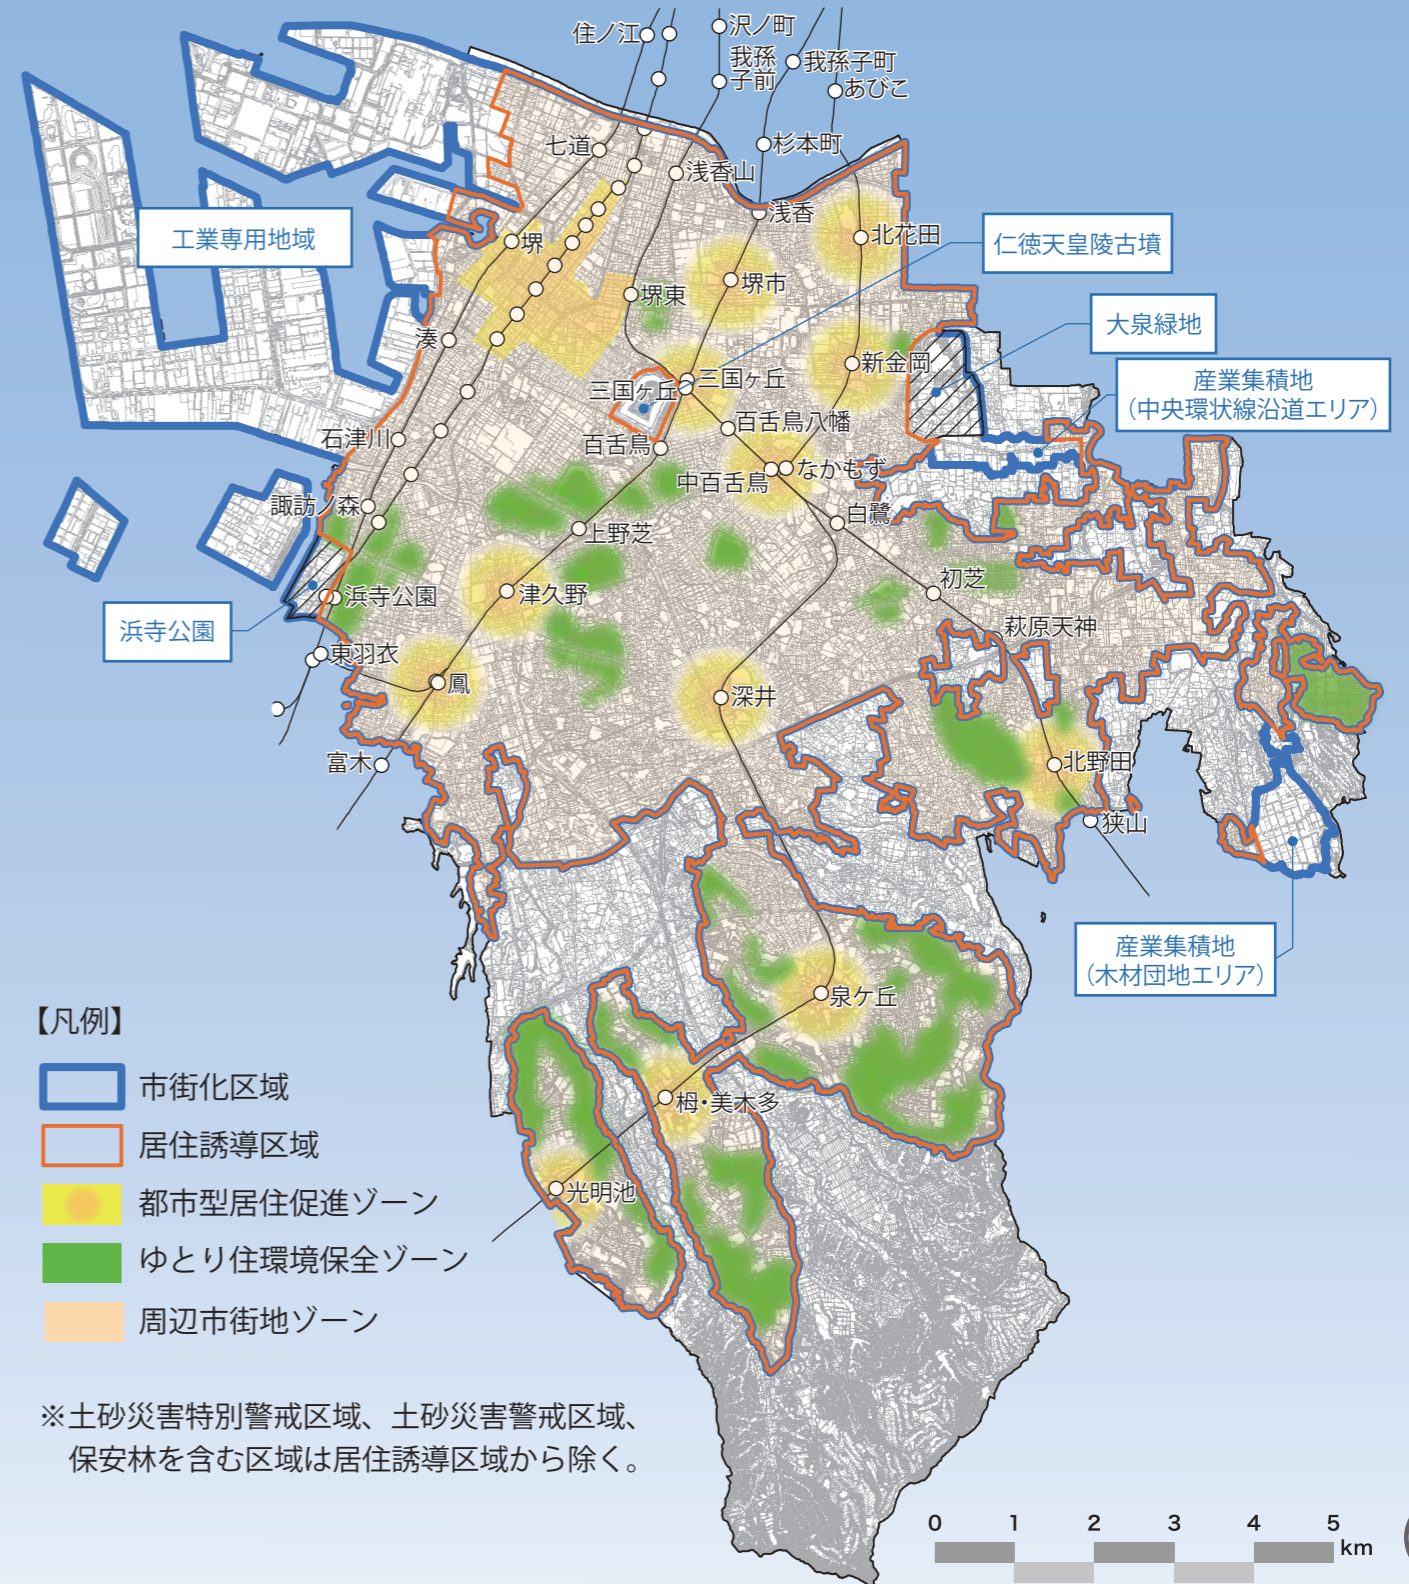 住ノ江
沢ノ町
我孫
子前
我孫子町
あびこ
七道
浅香山
杉本町
浅香
北花田
工業専用地域
仁徳天皇陵古墳
堺
堺東
堺市
大泉緑地
湊
新金岡
三国ヶ丘
三国ケ丘
産業集積地
（中央環状線沿道エリア）
百舌鳥八幡
石津川
百舌鳥
中百舌鳥
なかもず
諏訪ノ森
白鷺
上野芝
津久野
初芝
浜寺公園
浜寺公園
萩原天神
東羽衣
鳳
深井
富木
北野田
狭山
産業集積地
（木材団地エリア）
泉ケ丘
栂・美木多
光明池
【凡例】
市街化区域
居住誘導区域
都市型居住促進ゾーン
ゆとり住環境保全ゾーン
周辺市街地ゾーン
※土砂災害特別警戒区域、土砂災害警戒区域、
保安林を含む区域は居住誘導区域から除く。
0 1 2 3 4 5
km